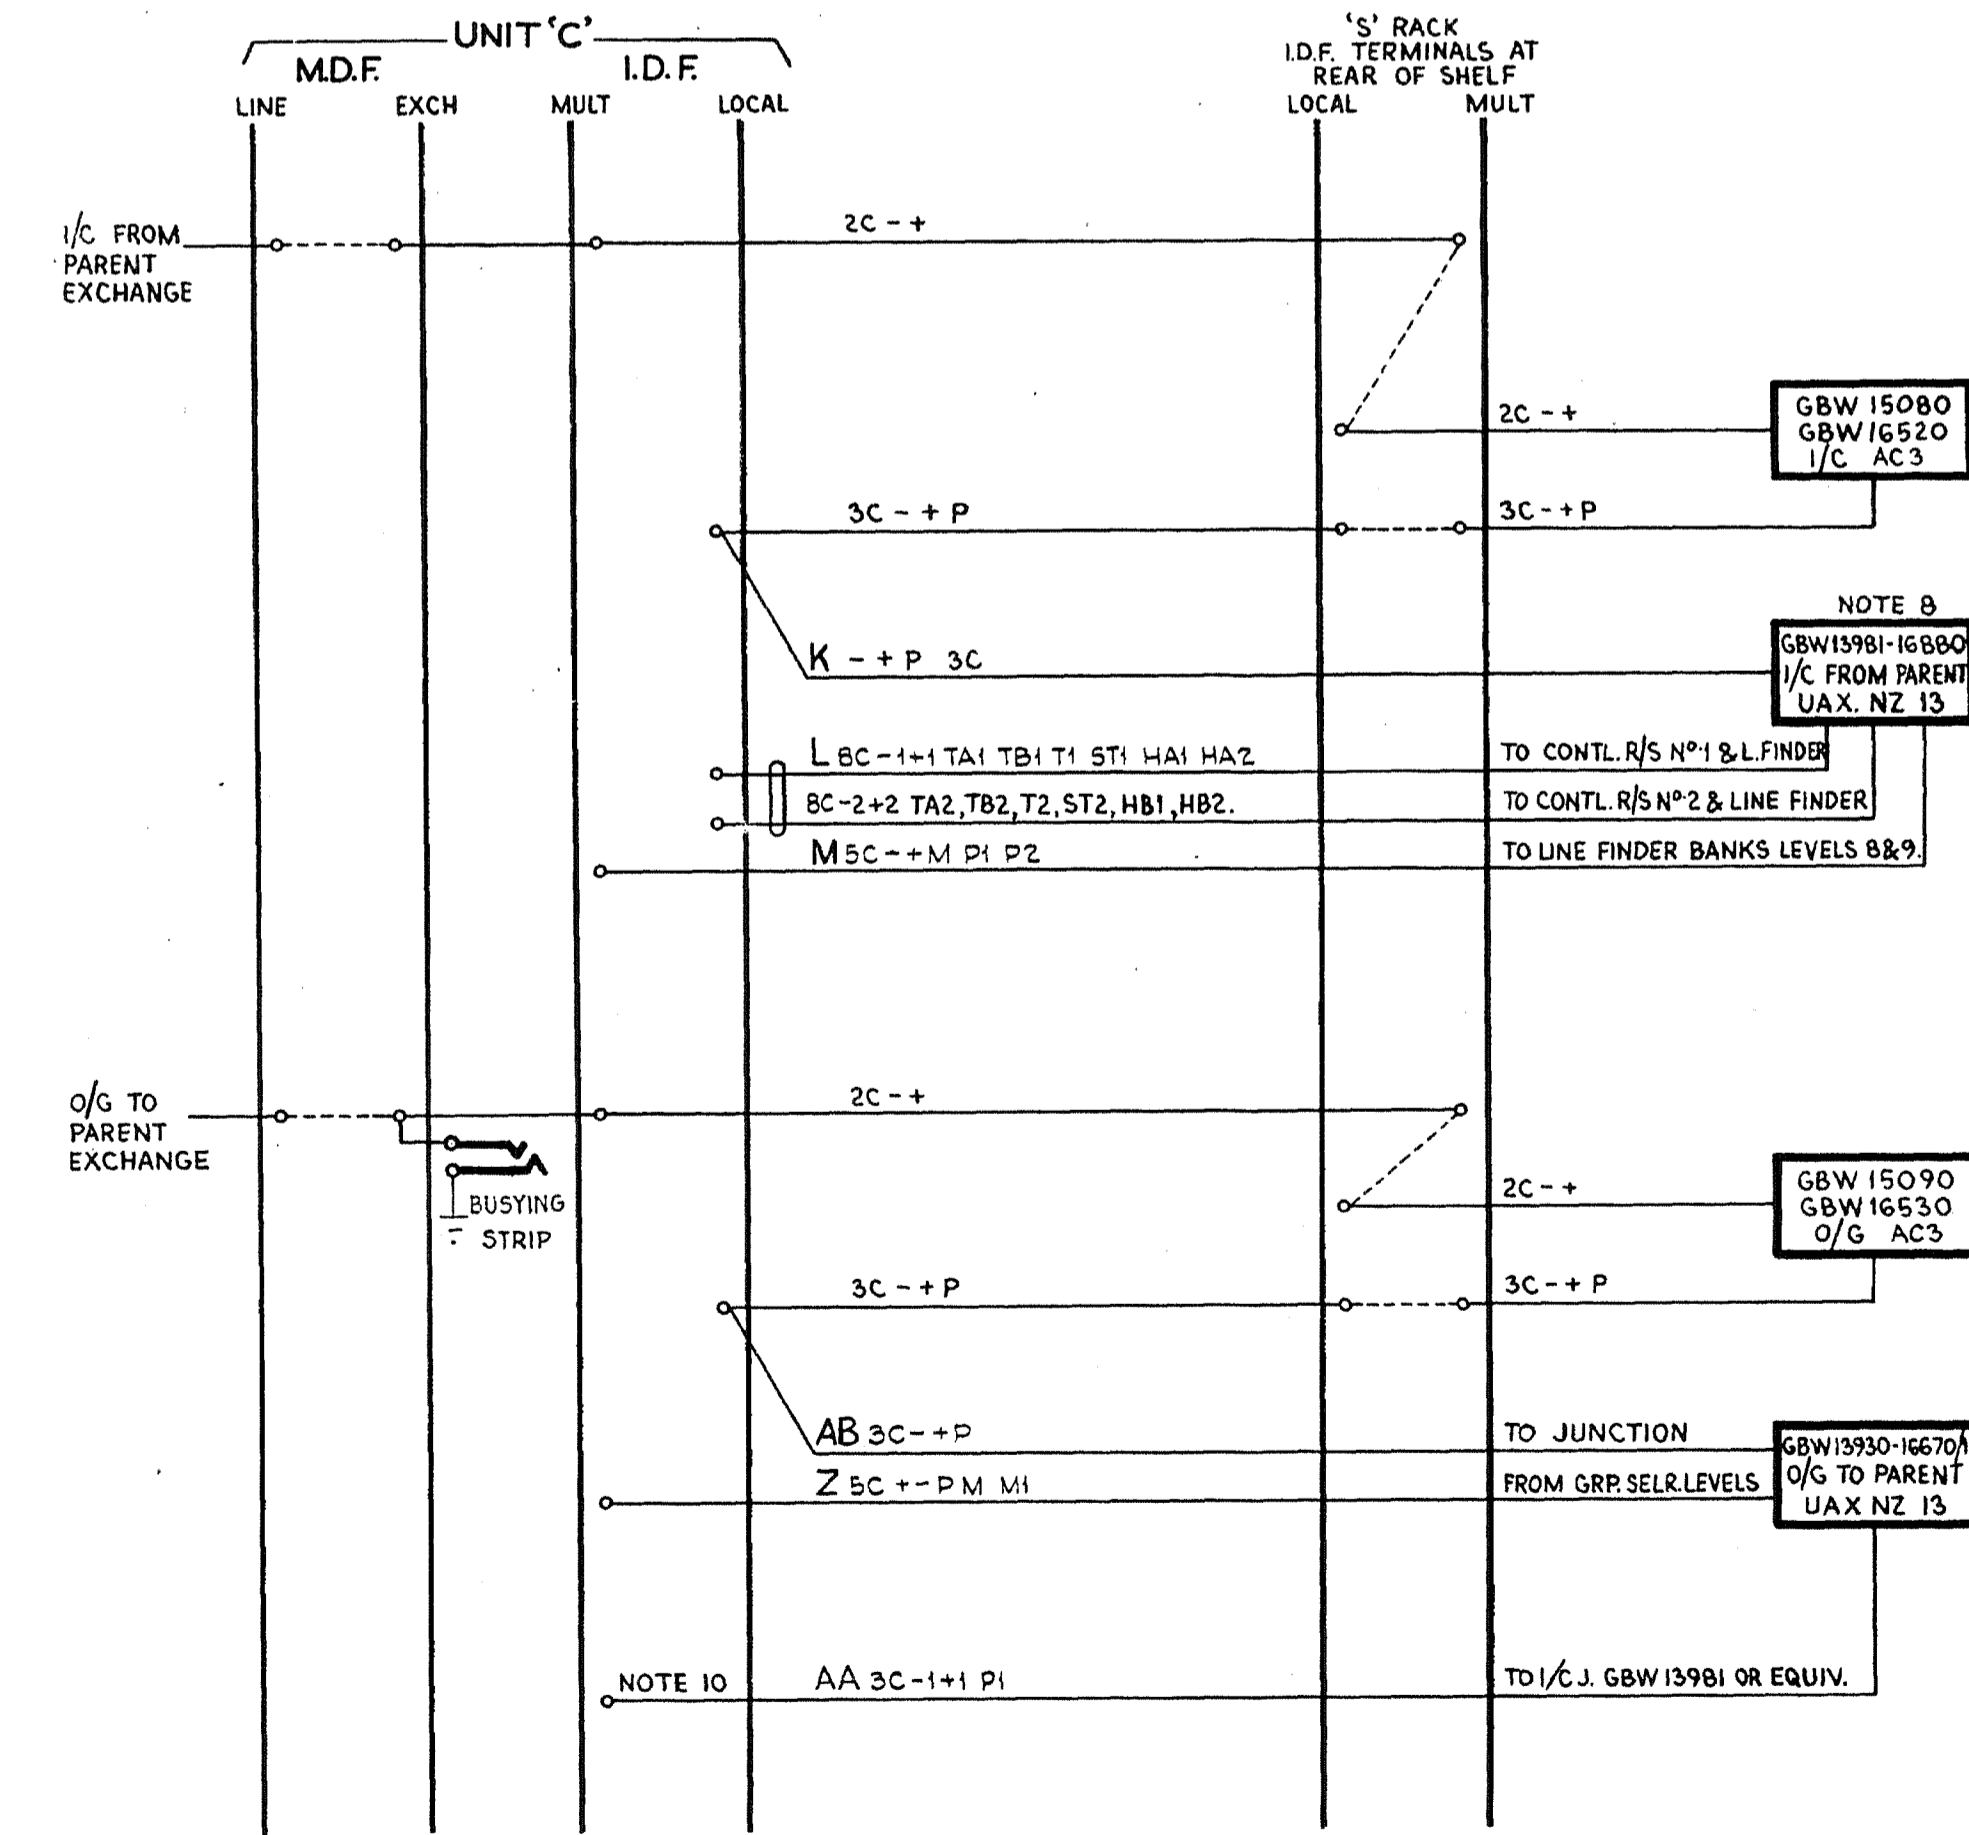 UNIT 'C'
M.D.F.
I.D.F.
LINE
EXCH
MULT
LOCAL
'S' RACK
I.D.F. TERMINALS AT
REAR OF SHELF
LOCAL
MULT
I/C FROM
PARENT
EXCHANGE
2C - +
2C - +
GBW 15080
GBW 16520
I/C AC3
3C - + P
3C - + P
NOTE 8
K - + P 3C
GBW13981-16880
I/C FROM PARENT
UAX. NZ 13
L 8C -1+1 TA1 TB1 T1 ST1 HA1 HA2
TO CONTL. R/S Nº.1 & L.FINDER
8C-2+2 TA2, TB2, T2, ST2, HB1, HB2.
TO CONTL. R/S Nº.2 & LINE FINDER
M 5C - + M P1 P2
TO LINE FINDER BANKS LEVELS 8&9.
O/G TO
PARENT
EXCHANGE
2C - +
BUSYING
STRIP
2C - +
GBW 15090
GBW 16530
O/G AC3
3C - + P
3C - + P
AB 3C - + P
TO JUNCTION
Z 5C + - P M M1
FROM GRP. SELR. LEVELS
GBW13930-16670/1
O/G TO PARENT
UAX NZ 13
NOTE 10
AA 3C -1+1 P1
TO I/C J. GBW 13981 OR EQUIV.